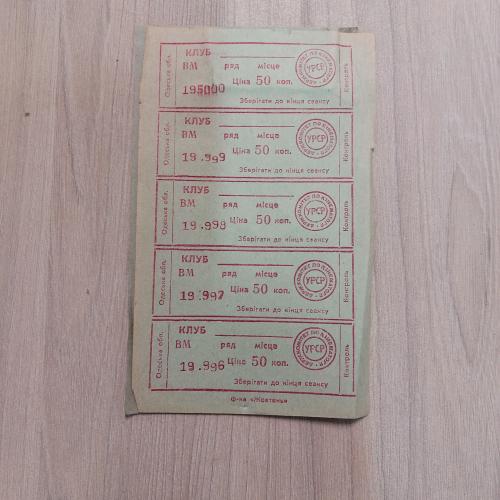 Одеська обл.
КЛУБ
ВМ ряд місце
195000 Ціна 50 коп.
Зберігати до кінця сеансу
УРСР
Контроль
Одеська обл.
КЛУБ
ВМ ряд місце
19.999 Ціна 50 коп.
Зберігати до кінця сеансу
УРСР
Контроль
Одеська обл.
КЛУБ
ВМ ряд місце
19.998 Ціна 50 коп.
Зберігати до кінця сеансу
УРСР
Контроль
Одеська обл.
КЛУБ
ВМ ряд місце
19.997 Ціна 50 коп.
Зберігати до кінця сеансу
УРСР
Контроль
Одеська обл.
КЛУБ
ВМ ряд місце
19.996 Ціна 50 коп.
Зберігати до кінця сеансу
УРСР
Контроль
Ф-ка «Жовтень»